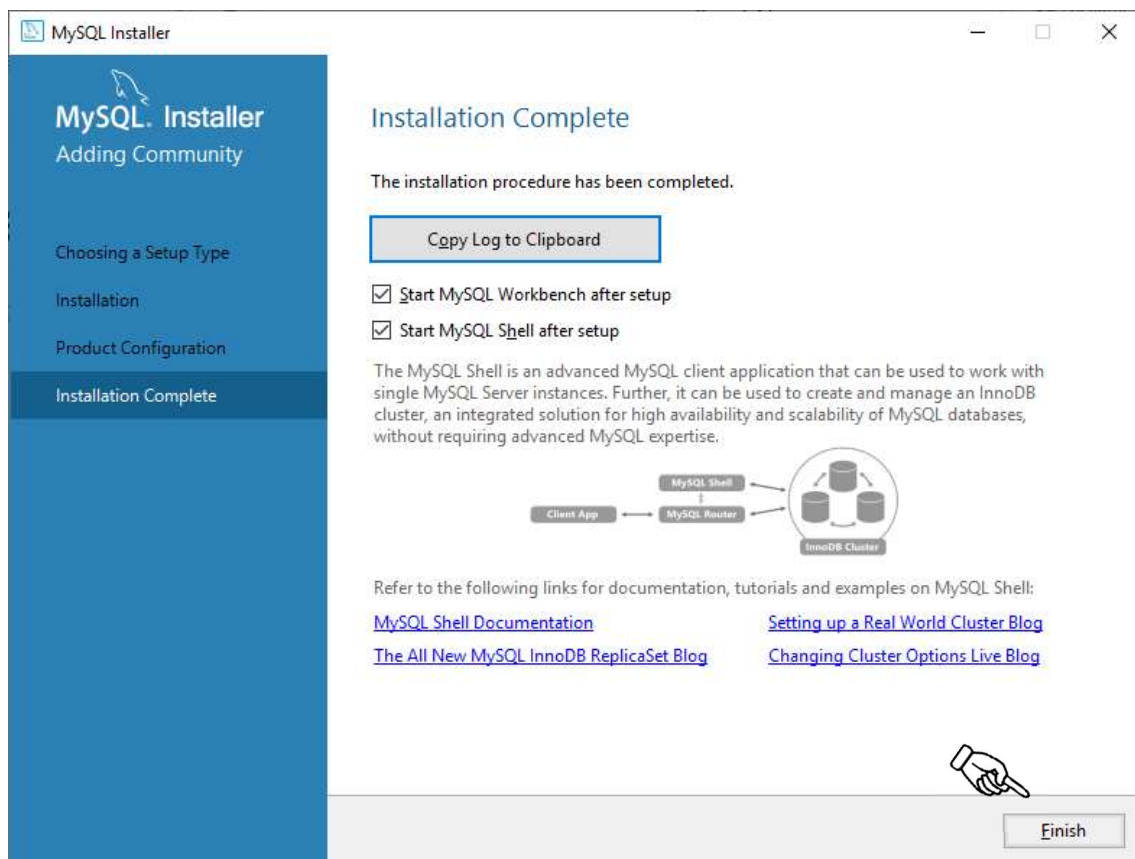 MySQL Installer
MySQL. Installer
Adding Community
Choosing a Setup Type
Installation
Product Configuration
Installation Complete
Installation Complete
The installation procedure has been completed.
Copy Log to Clipboard
Start MySQL Workbench after setup
Start MySQL Shell after setup
The MySQL Shell is an advanced MySQL client application that can be used to work with
single MySQL Server instances. Further, it can be used to create and manage an InnoDB
cluster, an integrated solution for high availability and scalability of MySQL databases,
without requiring advanced MySQL expertise.
MySQL Shell
Client App
MySQL Router
InnoDB Cluster
Refer to the following links for documentation, tutorials and examples on MySQL Shell:
MySQL Shell Documentation
Setting up a Real World Cluster Blog
The All New MySQL InnoDB ReplicaSet Blog
Changing Cluster Options Live Blog
Finish